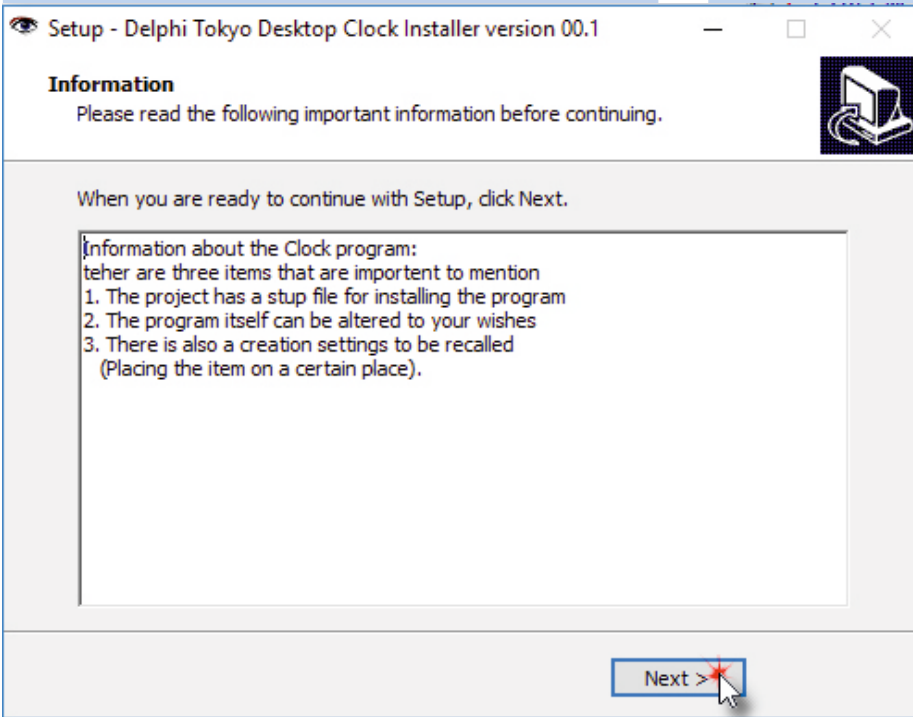 Setup - Delphi Tokyo Desktop Clock Installer version 00.1
Information
Please read the following important information before continuing.
When you are ready to continue with Setup, click Next.
Information about the Clock program:
teher are three items that are importent to mention
1. The project has a stup file for installing the program
2. The program itself can be altered to your wishes
3. There is also a creation settings to be recalled
(Placing the item on a certain place).
Next >